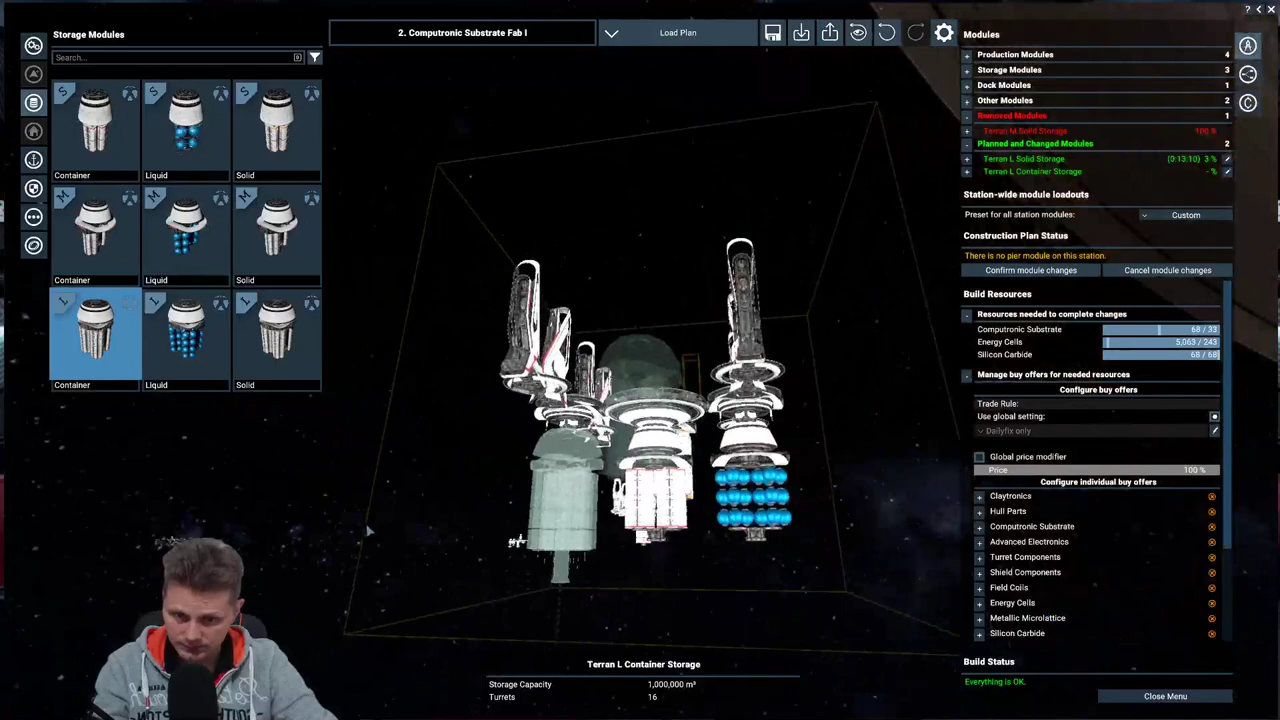 ? < X
Storage Modules
Search...
2. Computronic Substrate Fab I
Load Plan
S
S
S
Container
Liquid
Solid
M
M
M
Container
Liquid
Solid
L
L
L
Container
Liquid
Solid
Modules
+ Production Modules 4
+ Storage Modules 3
+ Dock Modules 1
+ Other Modules 2
- Removed Modules 1
+ Terran M Solid Storage 100 %
- Planned and Changed Modules 2
+ Terran L Solid Storage (0:13:10) 3 %
+ Terran L Container Storage - %
Station-wide module loadouts
Preset for all station modules: Custom
Construction Plan Status
There is no pier module on this station.
Confirm module changes
Cancel module changes
Build Resources
- Resources needed to complete changes
Computronic Substrate 68 / 33
Energy Cells 5,063 / 243
Silicon Carbide 68 / 68
- Manage buy offers for needed resources
Configure buy offers
Trade Rule:
Use global setting:
Dailyfix only
Global price modifier
Price 100 %
Configure individual buy offers
+ Claytronics
+ Hull Parts
+ Computronic Substrate
+ Advanced Electronics
+ Turret Components
+ Shield Components
+ Field Coils
+ Energy Cells
+ Metallic Microlattice
+ Silicon Carbide
Build Status
Everything is OK.
Close Menu
Terran L Container Storage
Storage Capacity 1,000,000 m³
Turrets 16